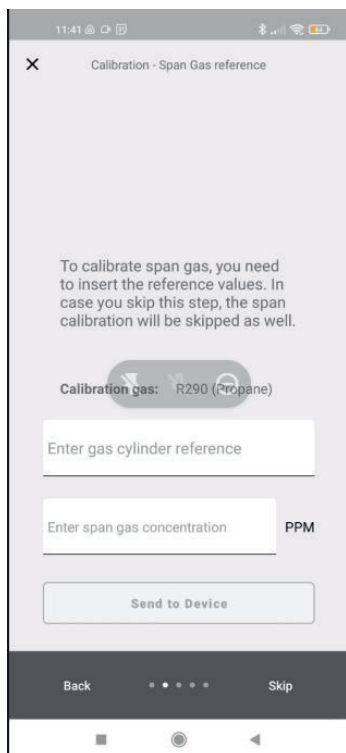 11:41
Calibration - Span Gas reference
To calibrate span gas, you need
to insert the reference values. In
case you skip this step, the span
calibration will be skipped as well.
Calibration gas: R290 (Propane)
Enter gas cylinder reference
Enter span gas concentration PPM
Send to Device
Back Skip